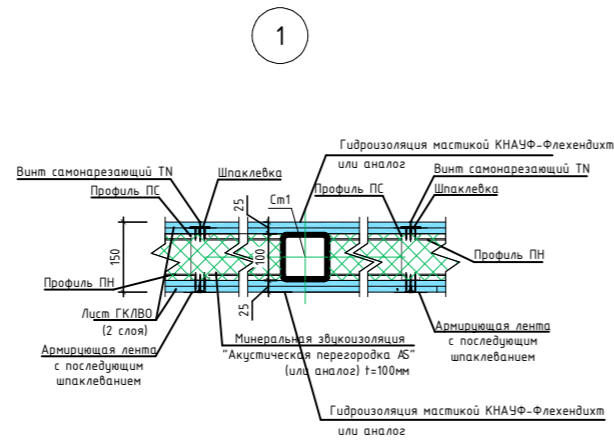 1
Гидроизоляция мастикой КНАУФ-Флехендихт
или аналог
Винт самонарезающий TN
Шпаклевка
Профиль ПС
Ст1
25
Винт самонарезающий TN
Профиль ПС
Шпаклевка
150
100
25
Профиль ПН
Профиль ПН
Лист ГКЛВО
(2 слоя)
Армирующая лента
с последующим
шпаклеванием
Минеральная звукоизоляция
"Акустическая перегородка AS"
(или аналог) t=100мм
Армирующая лента
с последующим
шпаклеванием
Гидроизоляция мастикой КНАУФ-Флехендихт
или аналог